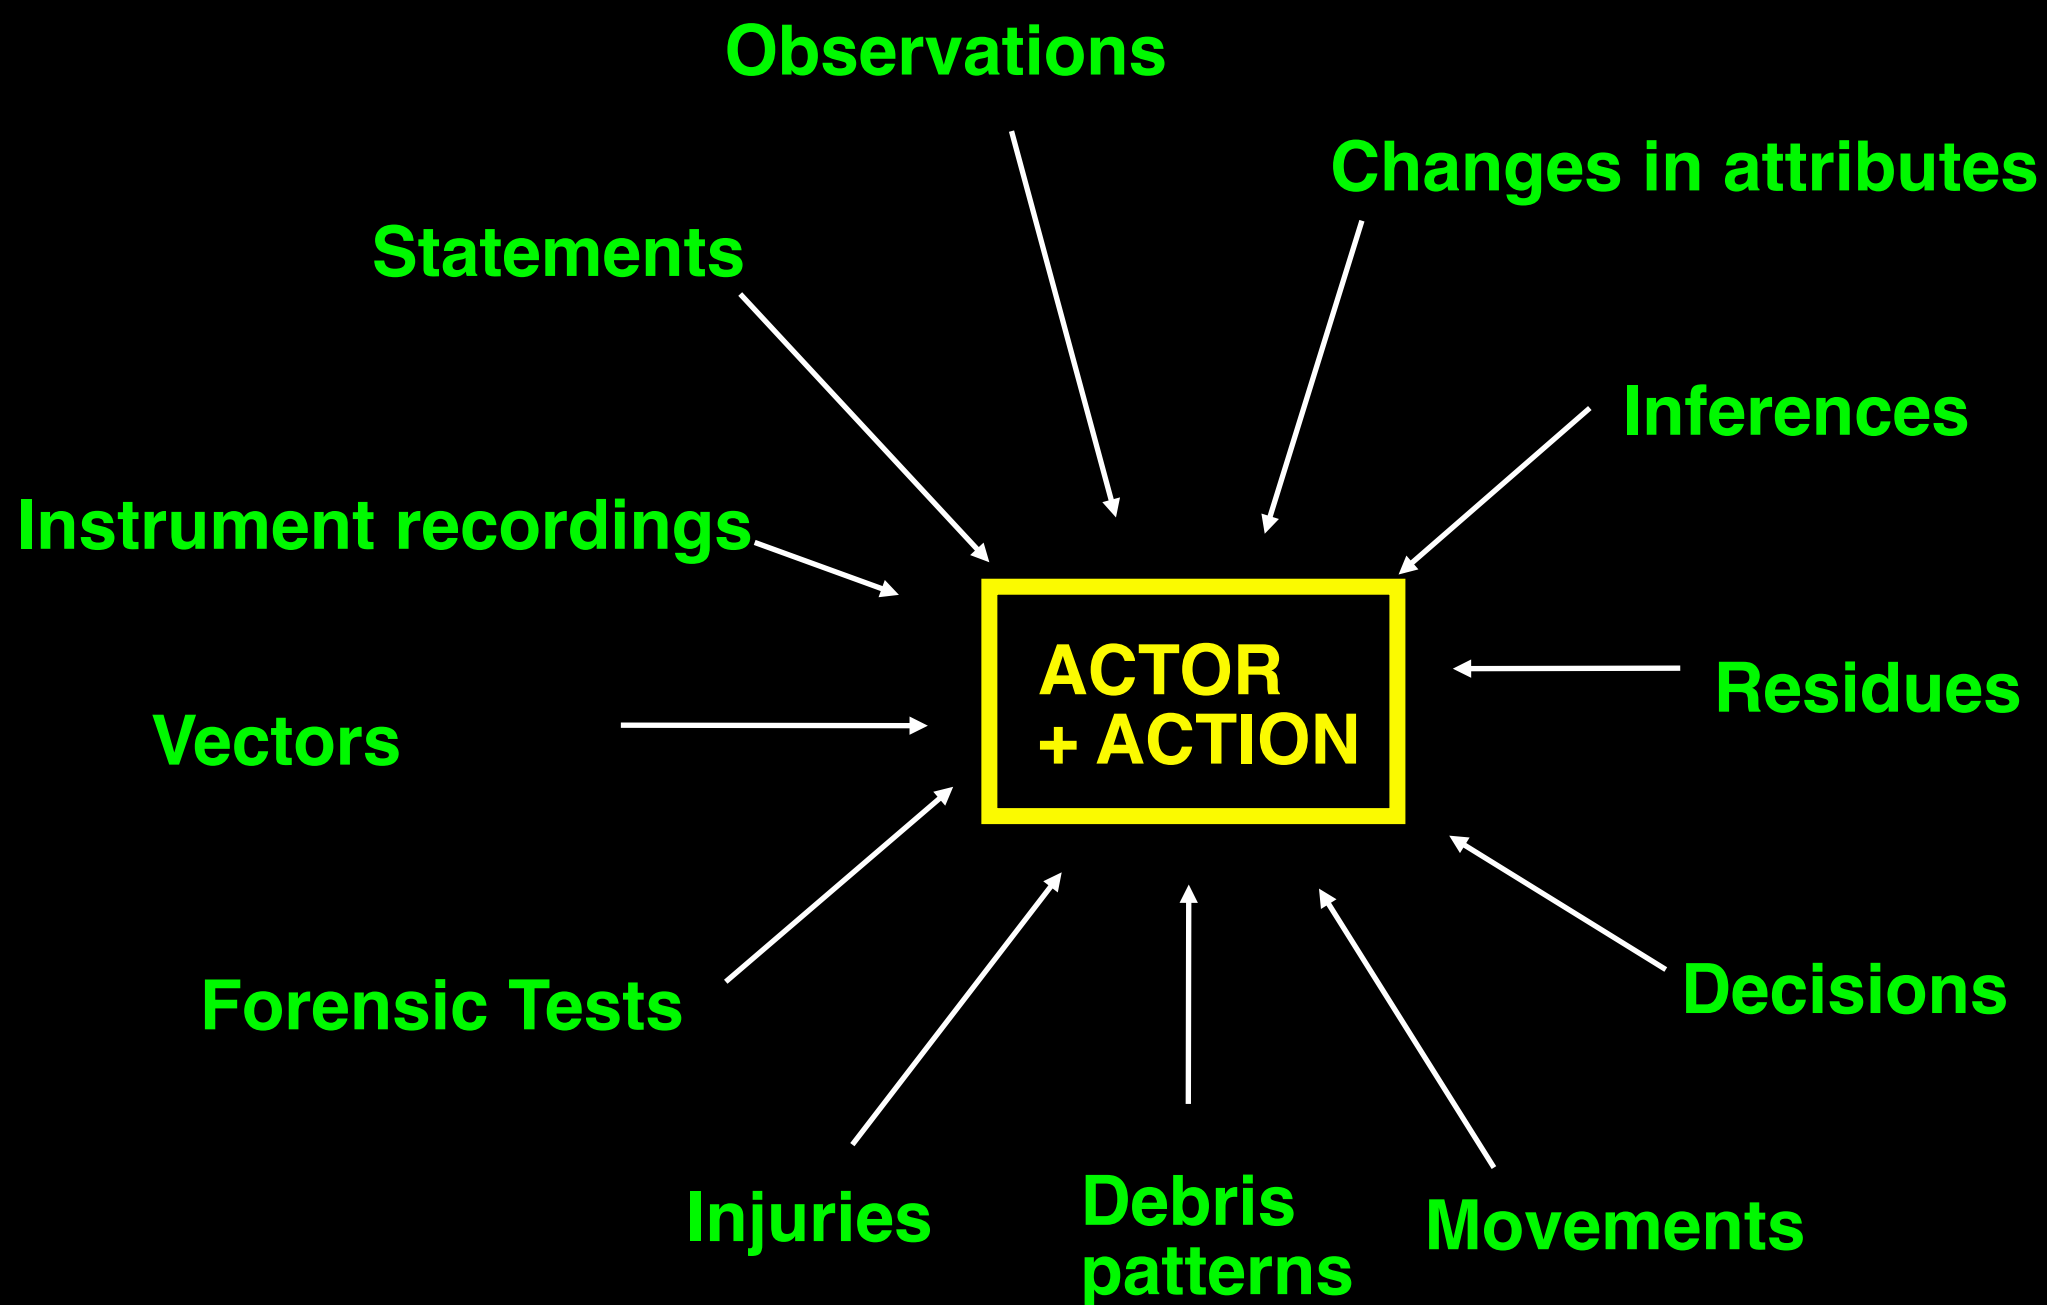 Observations
Changes in attributes
Statements
Inferences
Instrument recordings
ACTOR
+ ACTION
Residues
Vectors
Forensic Tests
Decisions
Injuries
Debris
patterns
Movements